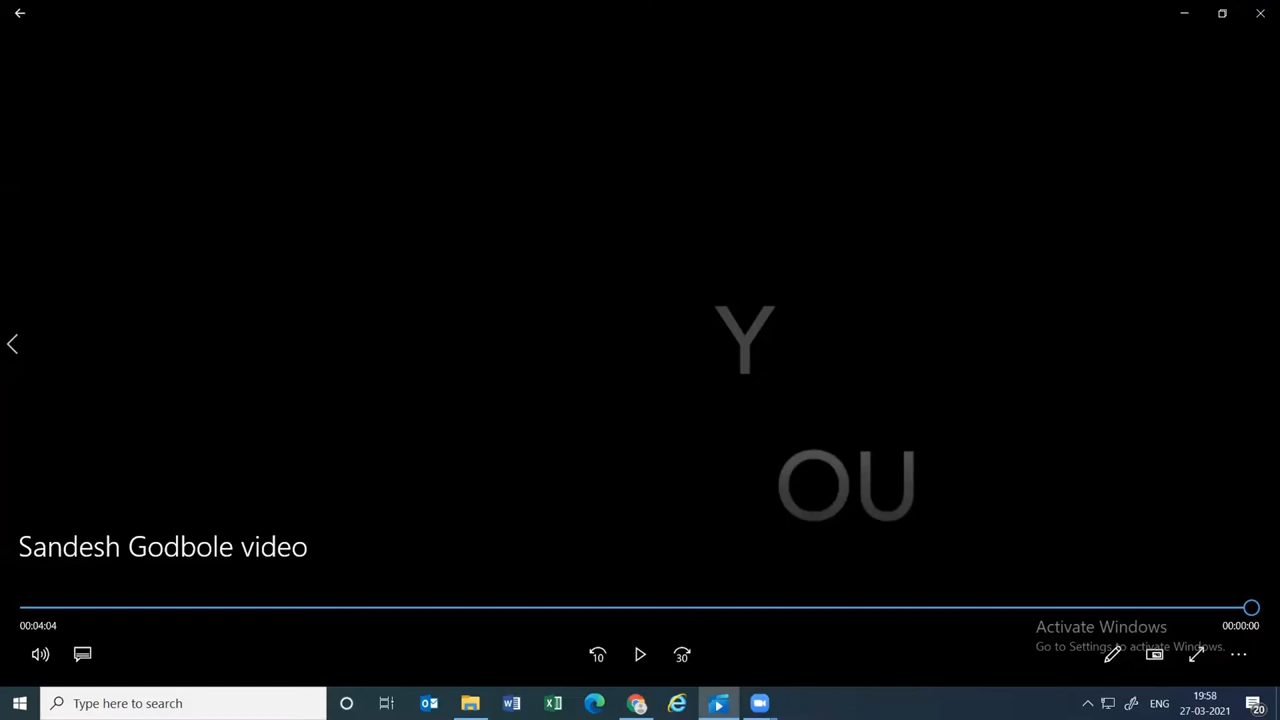 Y
OU
Sandesh Godbole video
00:04:04
00:00:00
Activate Windows
Go to Settings to activate Windows.
10
30
Type here to search
ENG
19:58
27-03-2021
20